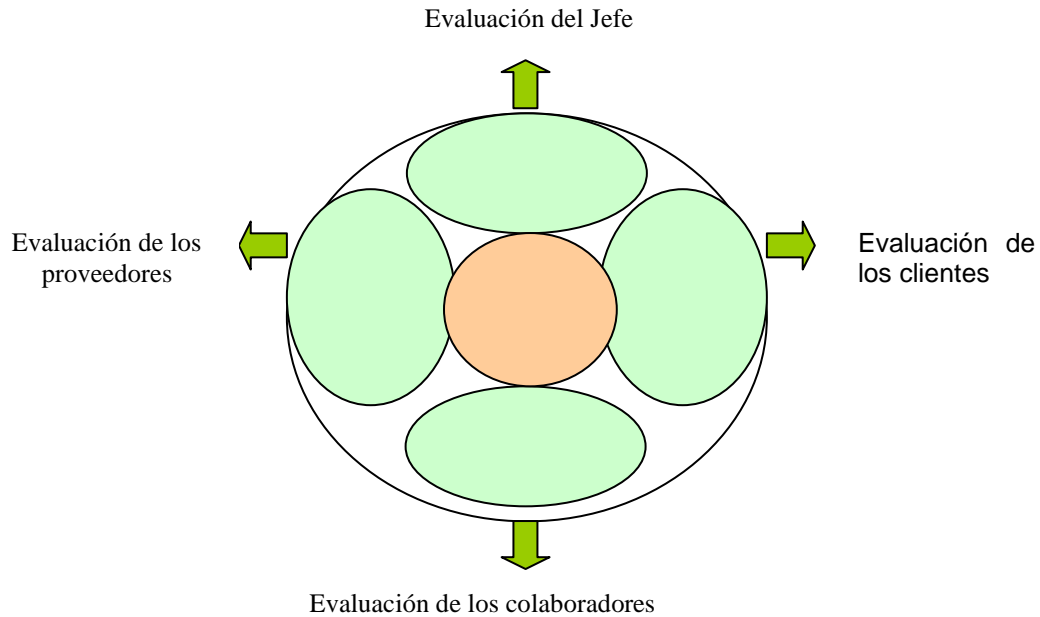 Evaluación del Jefe
Evaluación de los
proveedores
Evaluación de
los clientes
Evaluación de los colaboradores